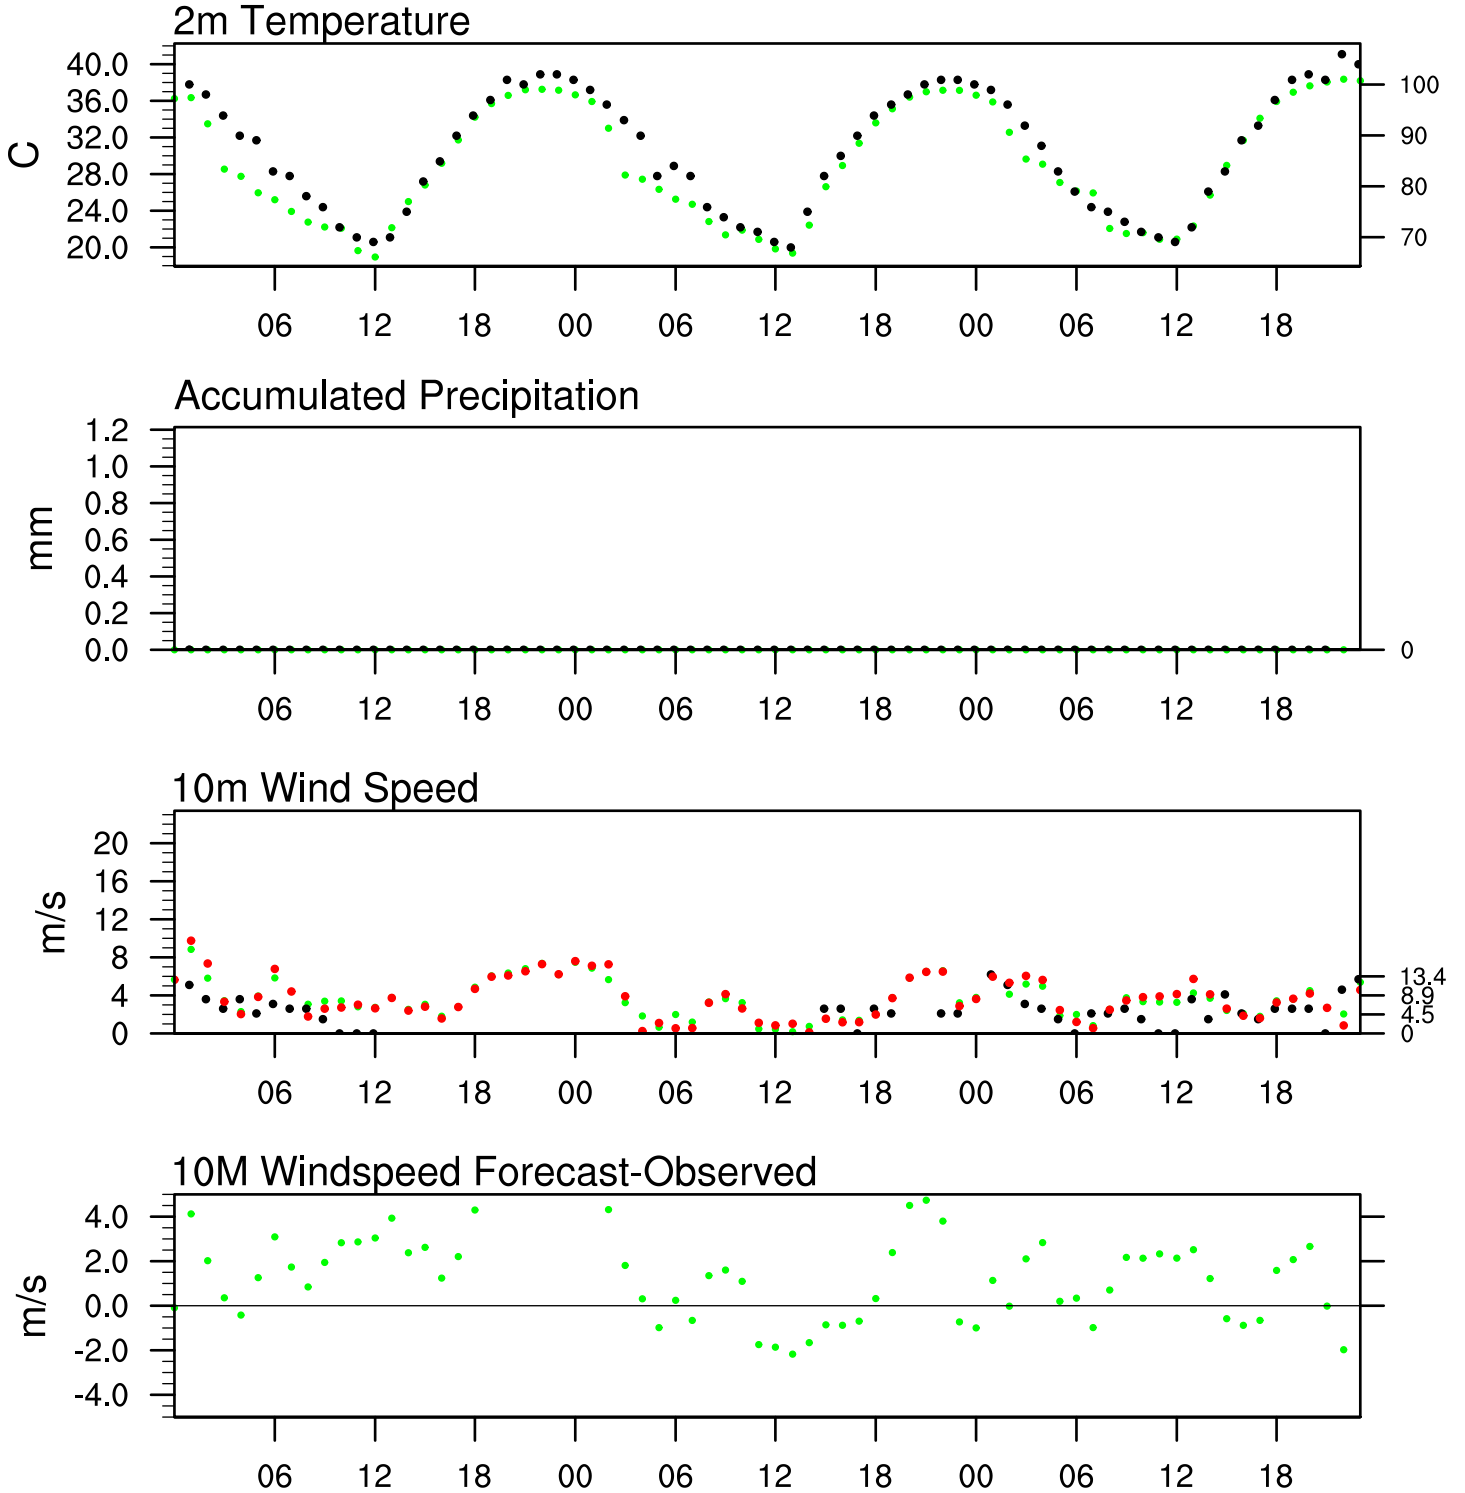 2m Temperature
40.0
36.0
32.0
28.0
24.0
20.0
C
100
90
80
70
06 12 18 00 06 12 18 00 06 12 18
Accumulated Precipitation
1.2
1.0
0.8
0.6
0.4
0.2
0.0
mm
0
06 12 18 00 06 12 18 00 06 12 18
10m Wind Speed
20
16
12
8
4
0
m/s
13.4
8.9
4.5
0
06 12 18 00 06 12 18 00 06 12 18
10M Windspeed Forecast-Observed
4.0
2.0
0.0
-2.0
-4.0
m/s
06 12 18 00 06 12 18 00 06 12 18